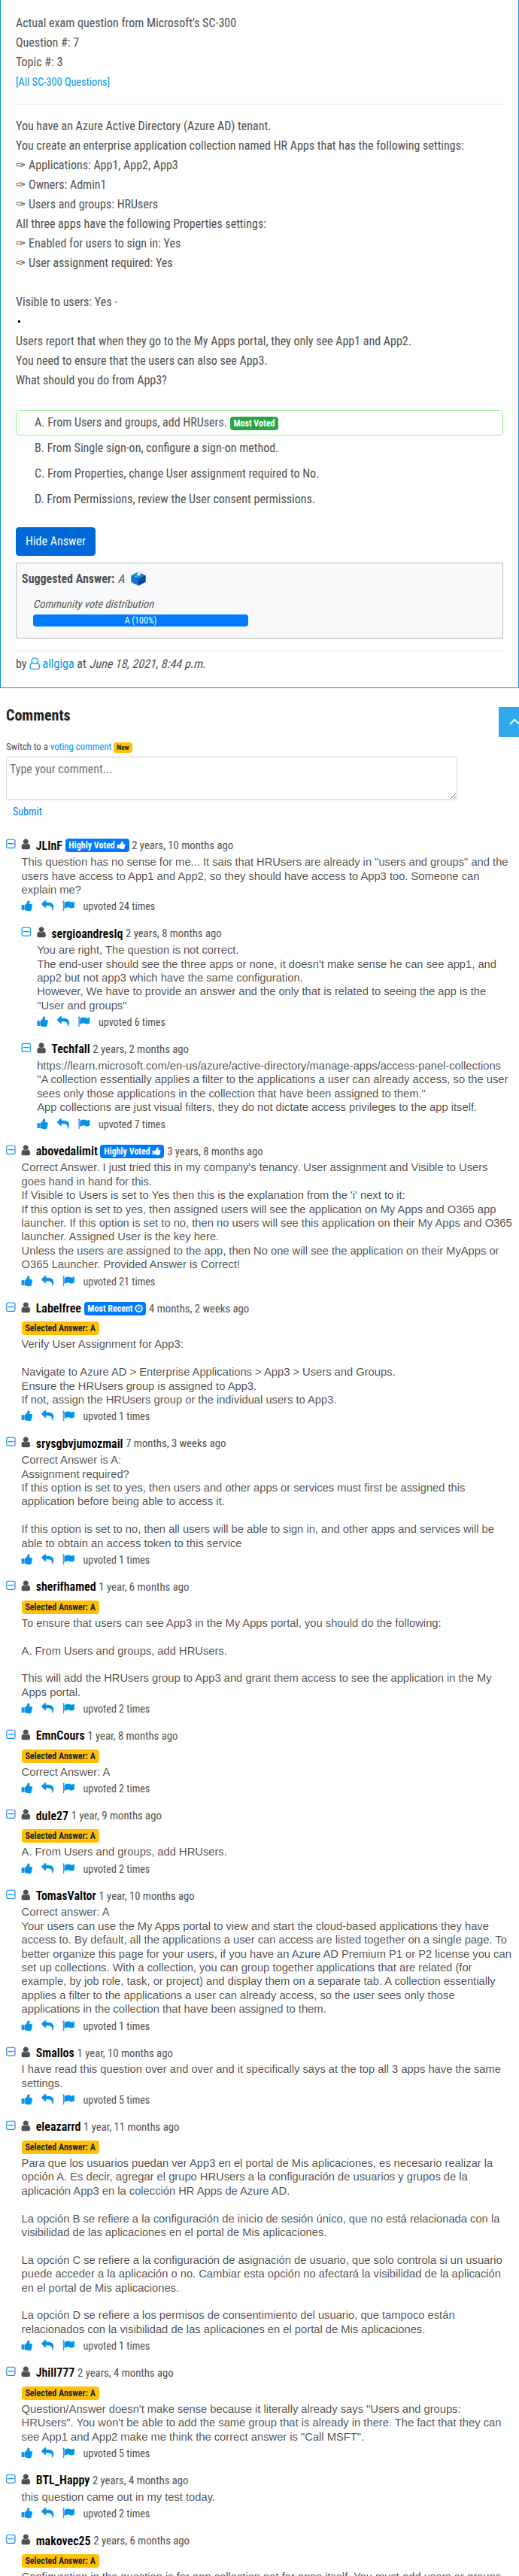 Actual exam question from Microsoft's SC-300
Question #: 7
Topic #: 3
[All SC-300 Questions]
You have an Azure Active Directory (Azure AD) tenant.
You create an enterprise application collection named HR Apps that has the following settings:
✑ Applications: App1, App2, App3
✑ Owners: Admin1
✑ Users and groups: HRUsers
All three apps have the following Properties settings:
✑ Enabled for users to sign in: Yes
✑ User assignment required: Yes
Visible to users: Yes -
•
Users report that when they go to the My Apps portal, they only see App1 and App2.
You need to ensure that the users can also see App3.
What should you do from App3?
A. From Users and groups, add HRUsers. Most Voted
B. From Single sign-on, configure a sign-on method.
C. From Properties, change User assignment required to No.
D. From Permissions, review the User consent permissions.
Hide Answer
Suggested Answer: A
Community vote distribution
A (100%)
by allgiga at June 18, 2021, 8:44 p.m.
Comments
Switch to a voting comment New
Type your comment...
Submit
JLInF Highly Voted 2 years, 10 months ago
This question has no sense for me... It sais that HRUsers are already in "users and groups" and the
users have access to App1 and App2, so they should have access to App3 too. Someone can
explain me?
upvoted 24 times
sergioandreslq 2 years, 8 months ago
You are right, The question is not correct.
The end-user should see the three apps or none, it doesn't make sense he can see app1, and
app2 but not app3 which have the same configuration.
However, We have to provide an answer and the only that is related to seeing the app is the
"User and groups"
upvoted 6 times
Techfall 2 years, 2 months ago
https://learn.microsoft.com/en-us/azure/active-directory/manage-apps/access-panel-collections
"A collection essentially applies a filter to the applications a user can already access, so the user
sees only those applications in the collection that have been assigned to them."
App collections are just visual filters, they do not dictate access privileges to the app itself.
upvoted 7 times
abovedalimit Highly Voted 3 years, 8 months ago
Correct Answer. I just tried this in my company's tenancy. User assignment and Visible to Users
goes hand in hand for this.
If Visible to Users is set to Yes then this is the explanation from the 'i' next to it:
If this option is set to yes, then assigned users will see the application on My Apps and O365 app
launcher. If this option is set to no, then no users will see this application on their My Apps and O365
launcher. Assigned User is the key here.
Unless the users are assigned to the app, then No one will see the application on their MyApps or
O365 Launcher. Provided Answer is Correct!
upvoted 21 times
Labelfree Most Recent 4 months, 2 weeks ago
Selected Answer: A
Verify User Assignment for App3:
Navigate to Azure AD > Enterprise Applications > App3 > Users and Groups.
Ensure the HRUsers group is assigned to App3.
If not, assign the HRUsers group or the individual users to App3.
upvoted 1 times
srysgbvjumozmail 7 months, 3 weeks ago
Correct Answer is A:
Assignment required?
If this option is set to yes, then users and other apps or services must first be assigned this
application before being able to access it.
If this option is set to no, then all users will be able to sign in, and other apps and services will be
able to obtain an access token to this service
upvoted 1 times
sherifhamed 1 year, 6 months ago
Selected Answer: A
To ensure that users can see App3 in the My Apps portal, you should do the following:
A. From Users and groups, add HRUsers.
This will add the HRUsers group to App3 and grant them access to see the application in the My
Apps portal.
upvoted 2 times
EmnCours 1 year, 8 months ago
Selected Answer: A
Correct Answer: A
upvoted 2 times
dule27 1 year, 9 months ago
Selected Answer: A
A. From Users and groups, add HRUsers.
upvoted 2 times
TomasValtor 1 year, 10 months ago
Correct answer: A
Your users can use the My Apps portal to view and start the cloud-based applications they have
access to. By default, all the applications a user can access are listed together on a single page. To
better organize this page for your users, if you have an Azure AD Premium P1 or P2 license you can
set up collections. With a collection, you can group together applications that are related (for
example, by job role, task, or project) and display them on a separate tab. A collection essentially
applies a filter to the applications a user can already access, so the user sees only those
applications in the collection that have been assigned to them.
upvoted 1 times
Smallos 1 year, 10 months ago
I have read this question over and over and it specifically says at the top all 3 apps have the same
settings.
upvoted 5 times
eleazarrd 1 year, 11 months ago
Selected Answer: A
Para que los usuarios puedan ver App3 en el portal de Mis aplicaciones, es necesario realizar la
opción A. Es decir, agregar el grupo HRUsers a la configuración de usuarios y grupos de la
aplicación App3 en la colección HR Apps de Azure AD.
La opción B se refiere a la configuración de inicio de sesión único, que no está relacionada con la
visibilidad de las aplicaciones en el portal de Mis aplicaciones.
La opción C se refiere a la configuración de asignación de usuario, que solo controla si un usuario
puede acceder a la aplicación o no. Cambiar esta opción no afectará la visibilidad de la aplicación
en el portal de Mis aplicaciones.
La opción D se refiere a los permisos de consentimiento del usuario, que tampoco están
relacionados con la visibilidad de las aplicaciones en el portal de Mis aplicaciones.
upvoted 1 times
Jhill777 2 years, 4 months ago
Selected Answer: A
Question/Answer doesn't make sense because it literally already says "Users and groups:
HRUsers". You won't be able to add the same group that is already in there. The fact that they can
see App1 and App2 make me think the correct answer is "Call MSFT".
upvoted 5 times
BTL_Happy 2 years, 4 months ago
this question came out in my test today.
upvoted 2 times
makovec25 2 years, 6 months ago
Selected Answer: A